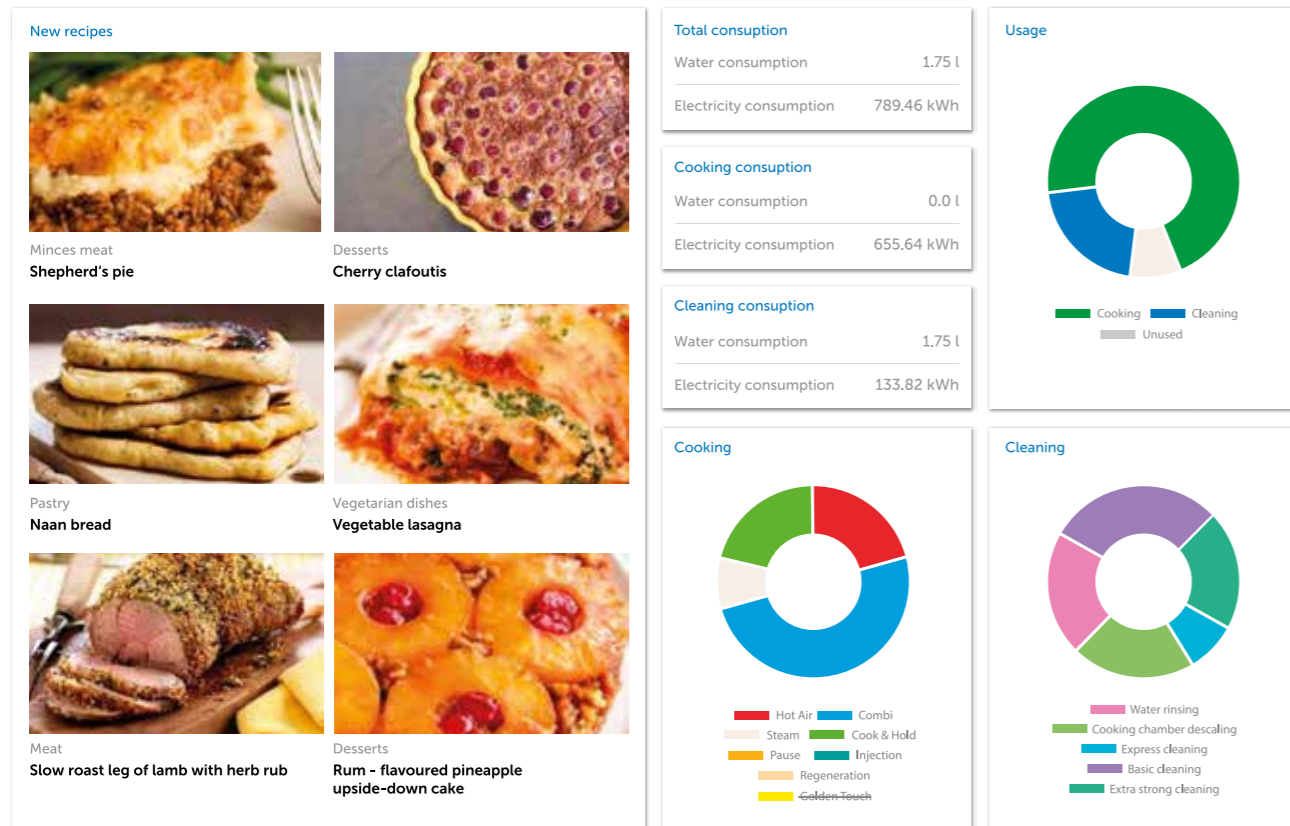 New recipes
Minces meat
Shepherd's pie
Desserts
Cherry clafoutis
Pastry
Naan bread
Vegetarian dishes
Vegetable lasagna
Meat
Slow roast leg of lamb with herb rub
Desserts
Rum - flavoured pineapple
upside-down cake
Total consuption
Water consumption 1.75 l
Electricity consumption 789.46 kWh
Cooking consuption
Water consumption 0.0 l
Electricity consumption 655.64 kWh
Cleaning consuption
Water consumption 1,75 l
Electricity consumption 133.82 kWh
Usage
Cooking Cleaning
Unused
Cooking
Hot Air Combi
Steam Cook & Hold
Pause Injection
Regeneration
Golden Touch
Cleaning
Water rinsing
Cooking chamber descaling
Express cleaning
Basic cleaning
Extra strong cleaning